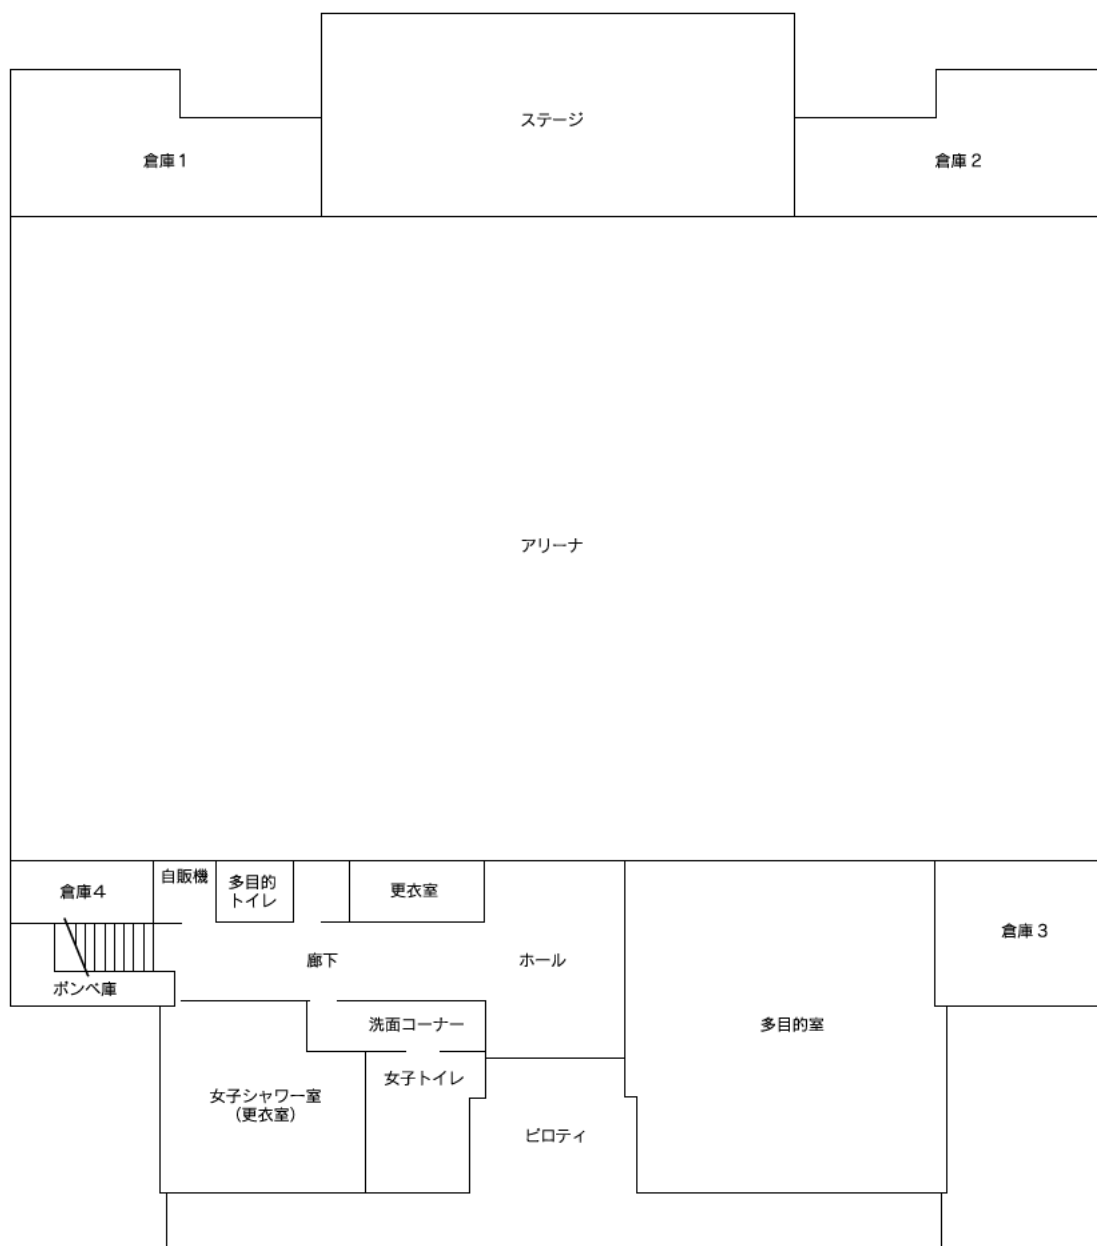 ステージ
倉庫1
倉庫2
アリーナ
自販機
多目的
トイレ
更衣室
倉庫4
倉庫3
廊下
ホール
ボンベ庫
洗面コーナー
多目的室
女子トイレ
女子シャワー室
(更衣室)
ピロティ